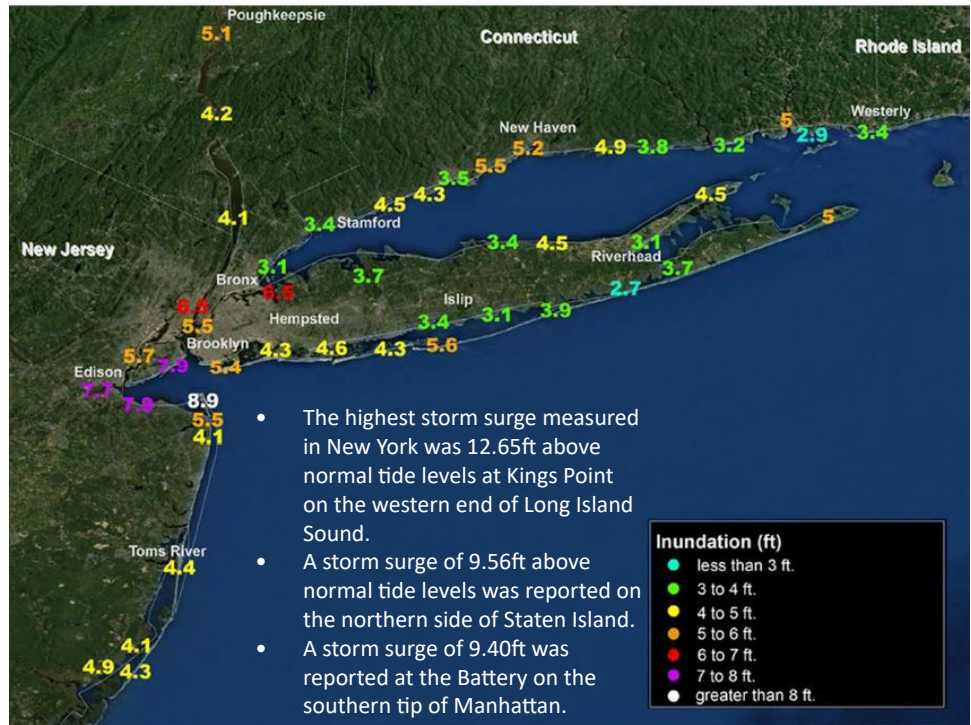 Poughkeepsie
5.1
Connecticut
Rhode Island
4.2
Westerly
5
New Haven
2.9
3.4
5.2
4.9
3.8
3.2
5.5
3.5
4.3
4.5
4.5
4.1
3.4
Stamford
5
New Jersey
3.4
4.5
3.1
Riverhead
3.1
Bronx
3.7
3.7
6.5
2.7
6.5
Islip
5.5
Hempsted
3.4
3.1
3.9
Brooklyn
4.3
4.6
4.3
5.6
5.7
7.9
5.4
Edison
7.7
7.9
8.9
5.5
4.1
• The highest storm surge measured
in New York was 12.65ft above
normal tide levels at Kings Point
on the western end of Long Island
Sound.
• A storm surge of 9.56ft above
normal tide levels was reported on
the northern side of Staten Island.
• A storm surge of 9.40ft was
reported at the Battery on the
southern tip of Manhattan.
Toms River
4.4
4.1
4.9
4.3
Inundation (ft)
less than 3 ft.
3 to 4 ft.
4 to 5 ft.
5 to 6 ft.
6 to 7 ft.
7 to 8 ft.
greater than 8 ft.